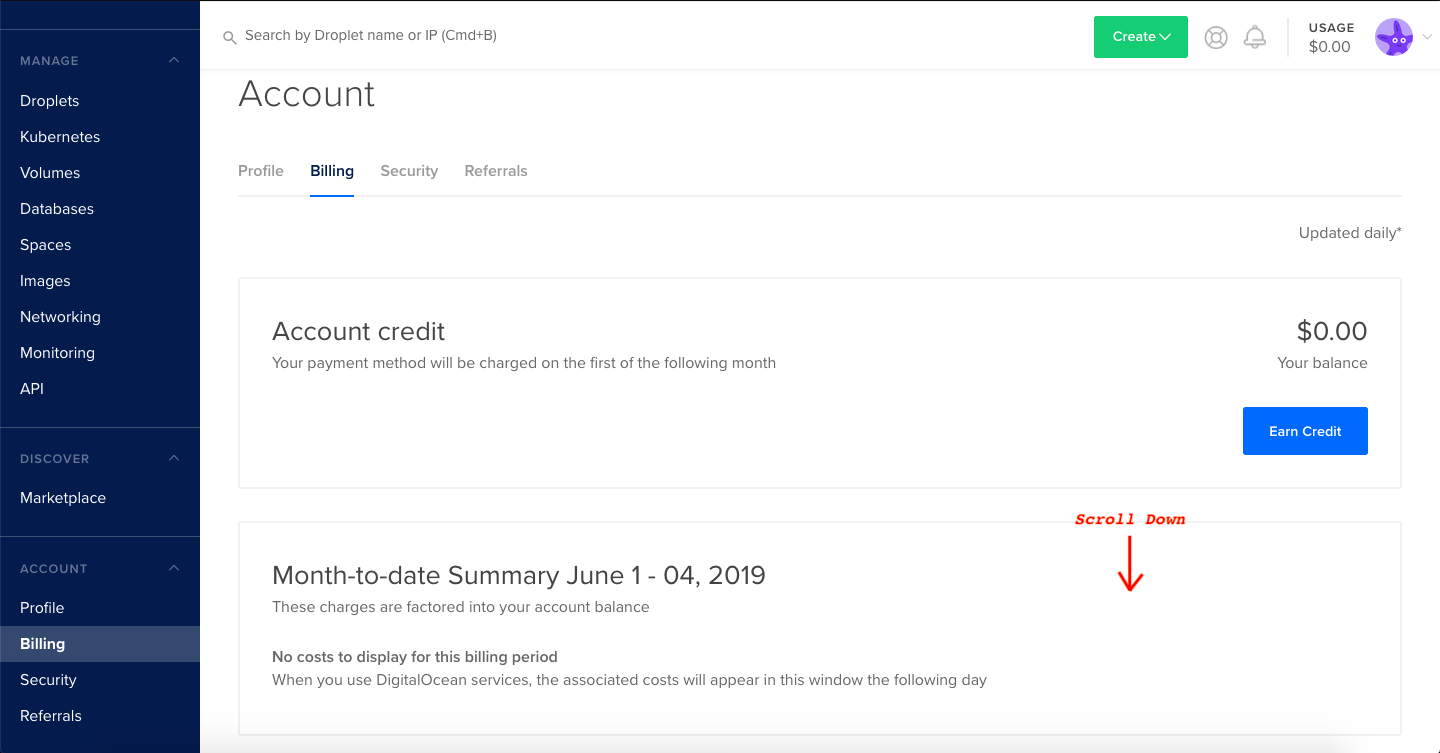 Search by Droplet name or IP (Cmd+B)
Create
USAGE
$0.00
MANAGE
Droplets
Kubernetes
Volumes
Databases
Spaces
Images
Networking
Monitoring
API
DISCOVER
Marketplace
ACCOUNT
Profile
Billing
Security
Referrals
Account
Profile Billing Security Referrals
Updated daily*
Account credit
Your payment method will be charged on the first of the following month
$0.00
Your balance
Earn Credit
Scroll Down
Month-to-date Summary June 1 - 04, 2019
These charges are factored into your account balance
No costs to display for this billing period
When you use DigitalOcean services, the associated costs will appear in this window the following day